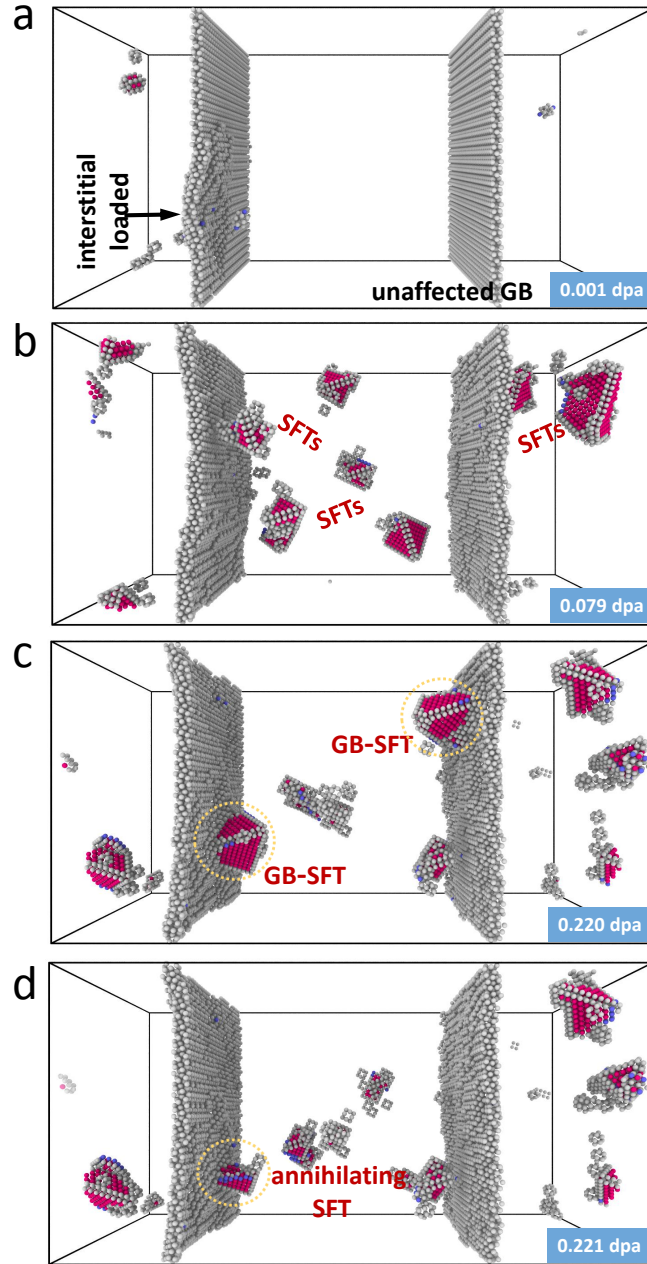 a
interstitial
loaded
unaffected GB
0.001 dpa
b
SFTs
SFTs
SFTs
0.079 dpa
c
GB-SFT
GB-SFT
0.220 dpa
d
annihilating
SFT
0.221 dpa